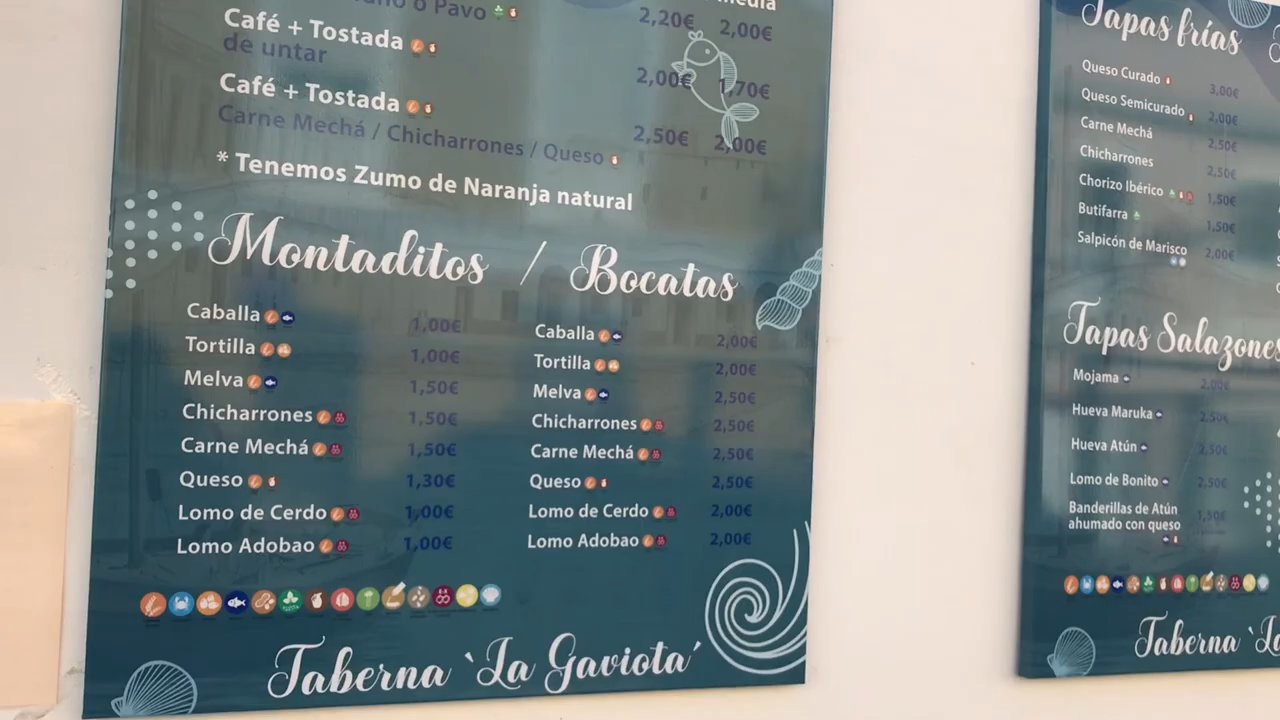 o Pavo 2,20€ 2,00€
media
Café + Tostada
de untar 2,00€ 1,70€
Café + Tostada
Carne Mechá / Chicharrones / Queso 2,50€ 2,00€
* Tenemos Zumo de Naranja natural
Montaditos / Bocatas
Caballa 1,00€
Tortilla 1,00€
Melva 1,50€
Chicharrones 1,50€
Carne Mechá 1,50€
Queso 1,30€
Lomo de Cerdo 1,00€
Lomo Adobao 1,00€
Caballa 2,00€
Tortilla 2,00€
Melva 2,50€
Chicharrones 2,50€
Carne Mechá 2,50€
Queso 2,50€
Lomo de Cerdo 2,00€
Lomo Adobao 2,00€
Taberna `La Gaviota´
Tapas frías
Queso Curado 3,00€
Queso Semicurado 2,00€
Carne Mechá 2,50€
Chicharrones 2,50€
Chorizo Ibérico 1,50€
Butifarra 1,50€
Salpicón de Marisco 2,00€
Tapas Salazones
Mojama 2,00€
Hueva Maruka 2,50€
Hueva Atún 2,50€
Lomo de Bonito 2,50€
Banderillas de Atún
ahumado con queso 1,50€
Taberna `La